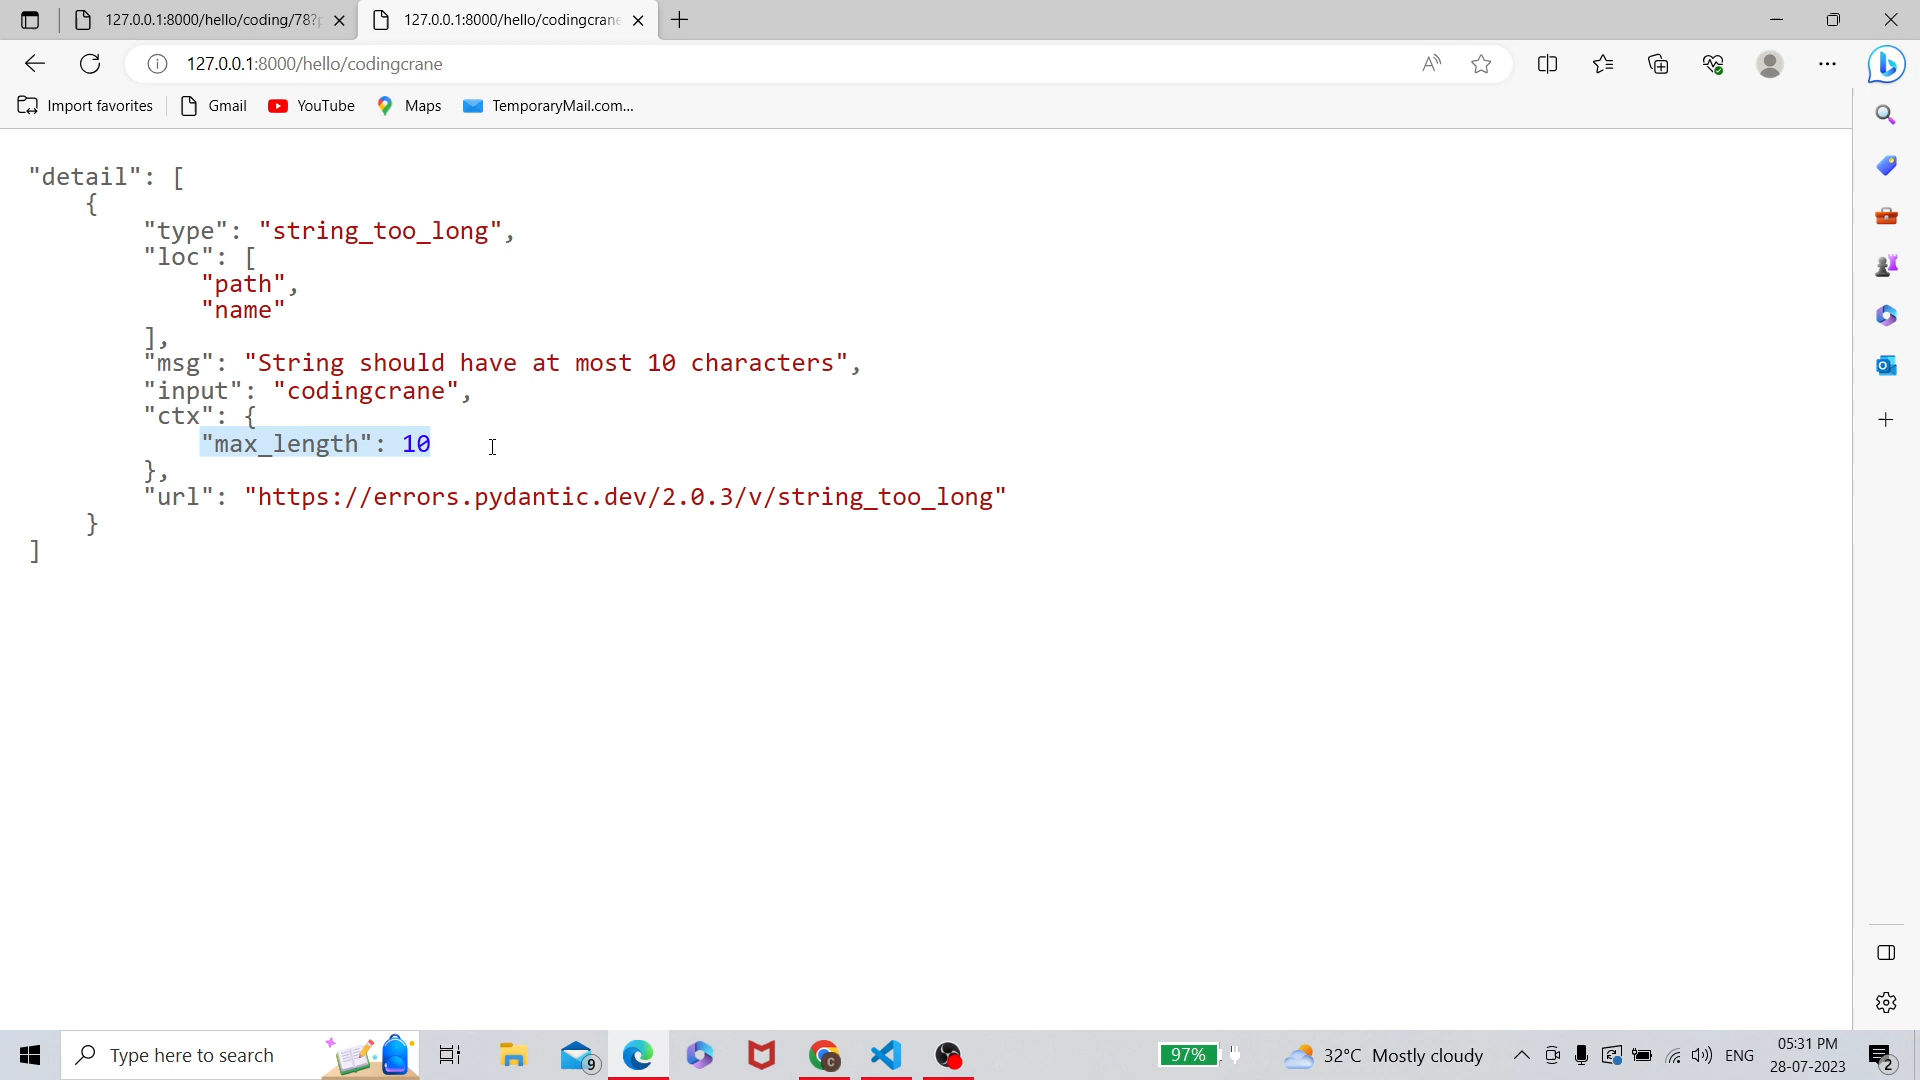 127.0.0.1:8000/hello/coding/78?p
127.0.0.1:8000/hello/codingcrane
127.0.0.1:8000/hello/codingcrane
Import favorites
Gmail
YouTube
Maps
TemporaryMail.com...
"detail": [
{
"type": "string_too_long",
"loc": [
"path",
"name"
],
"msg": "String should have at most 10 characters",
"input": "codingcrane",
"ctx": {
"max_length": 10
},
"url": "https://errors.pydantic.dev/2.0.3/v/string_too_long"
}
]
Type here to search
9
C
97%
32°C Mostly cloudy
ENG
05:31 PM
28-07-2023
2